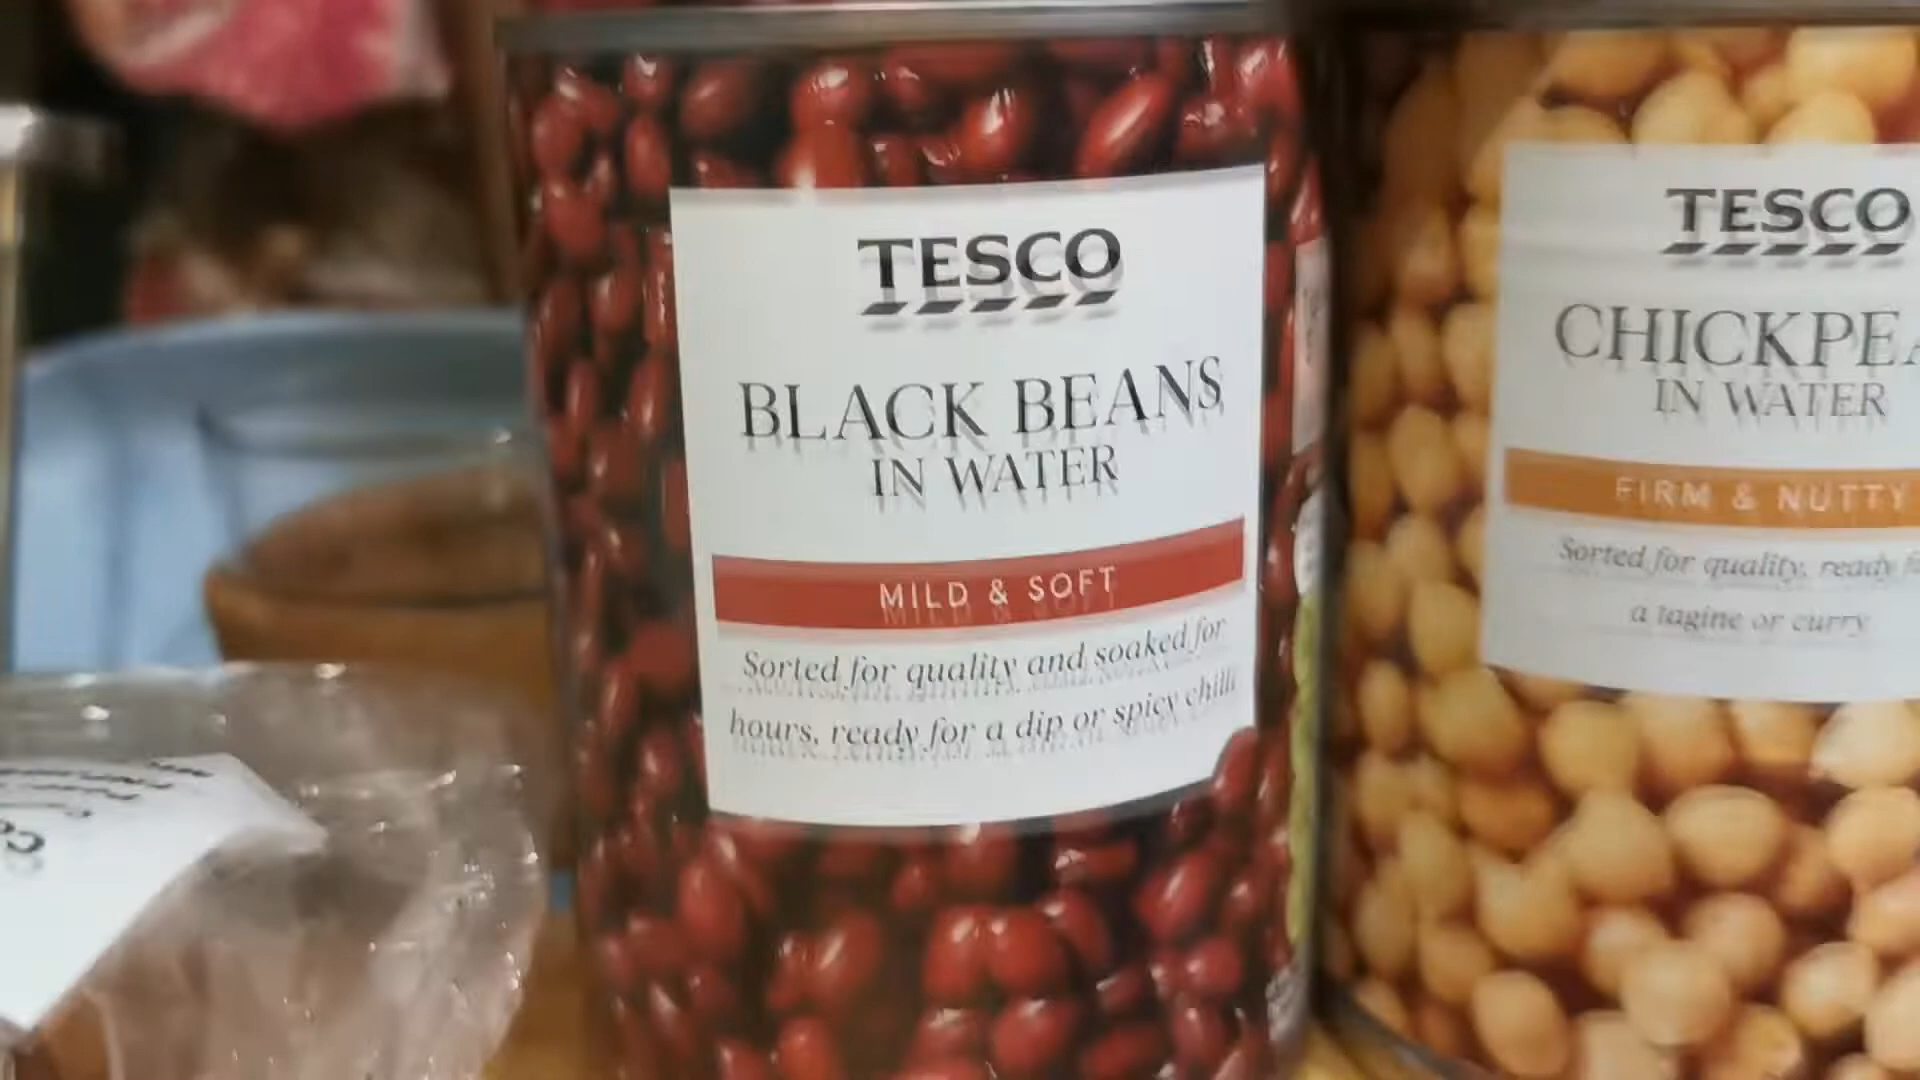 TESCO
BLACK BEANS
IN WATER
MILD & SOFT
Sorted for quality and soaked for
hours, ready for a dip or spicy chilli
TESCO
IN WATER
FIRM & NUTTY
Sorted for quality, ready
a tagine or curry